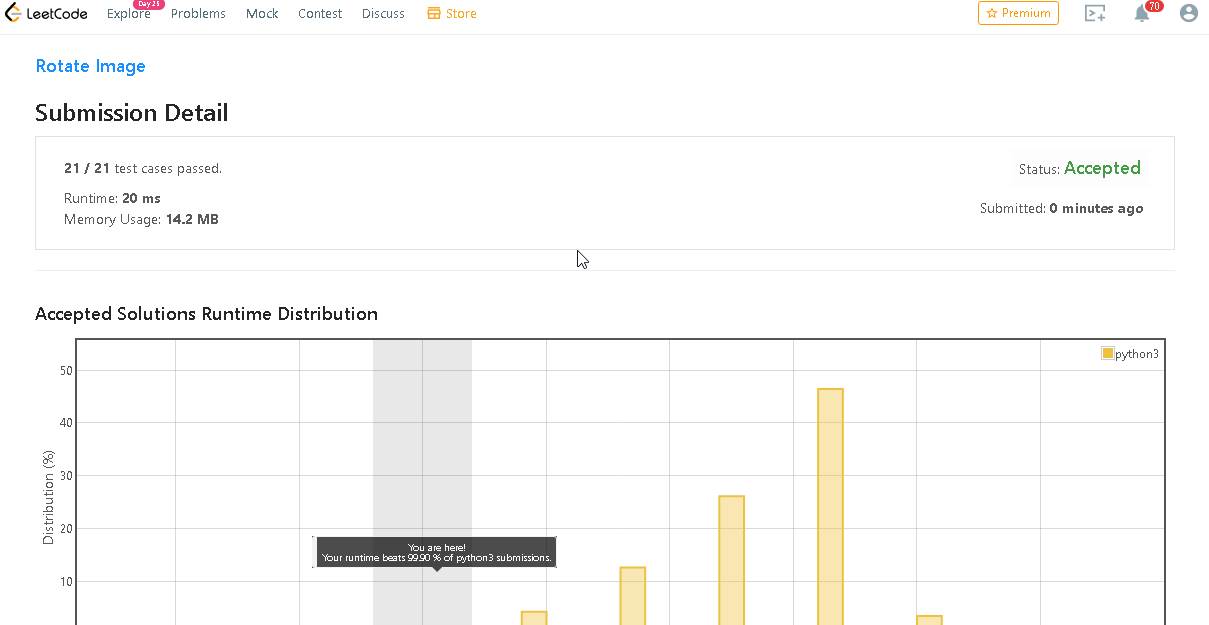 LeetCode Explore Day 25 Problems Mock Contest Discuss Store Premium 70
Rotate Image
Submission Detail
21 / 21 test cases passed.
Status: Accepted
Runtime: 20 ms
Memory Usage: 14.2 MB
Submitted: 0 minutes ago
Accepted Solutions Runtime Distribution
python3
50
40
30
20
10
Distribution (%)
You are here!
Your runtime beats 99.90 % of python3 submissions.